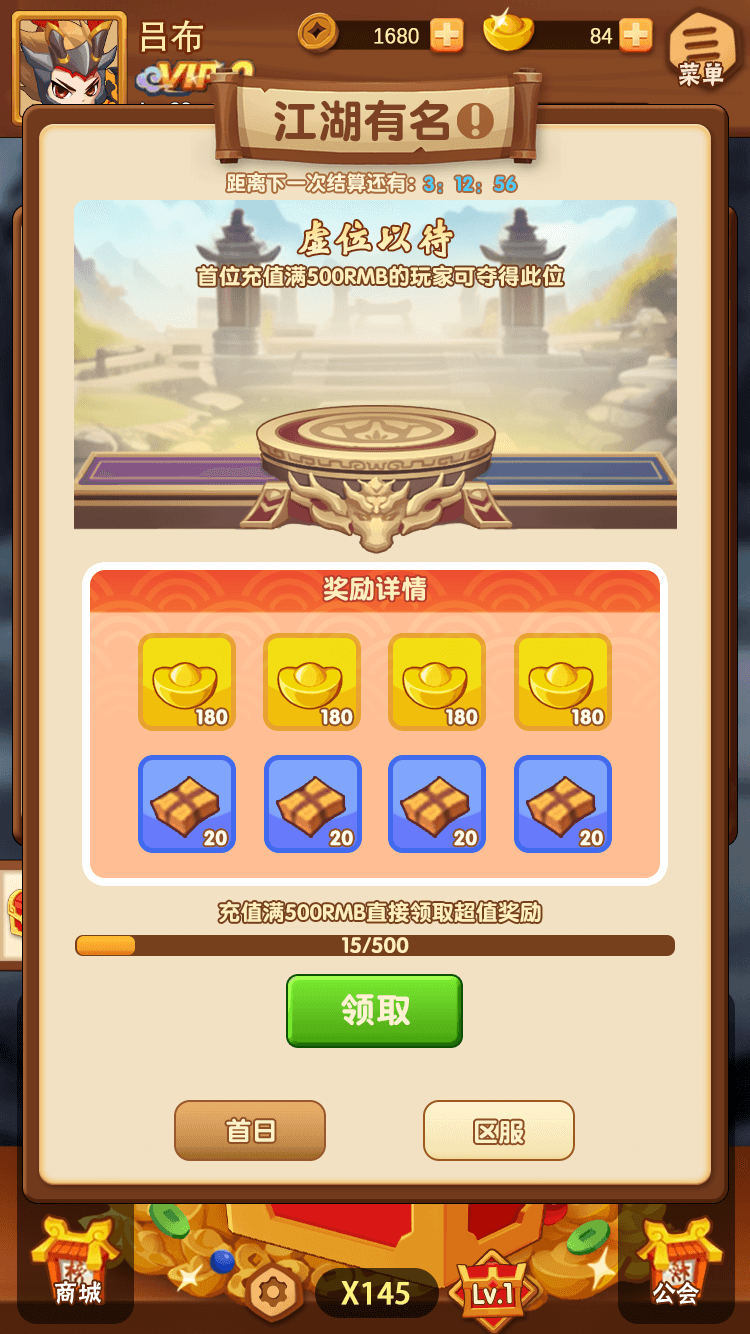 吕布
1680
84
菜单
江湖有名!
距离下一次结算还有：3：12：56
虚位以待
首位充值满500RMB的玩家可夺得此位
奖励详情
180 180 180 180
20 20 20 20
充值满500RMB直接领取超值奖励
15/500
领取
首日
区服
商城
X145
Lv.1
公会